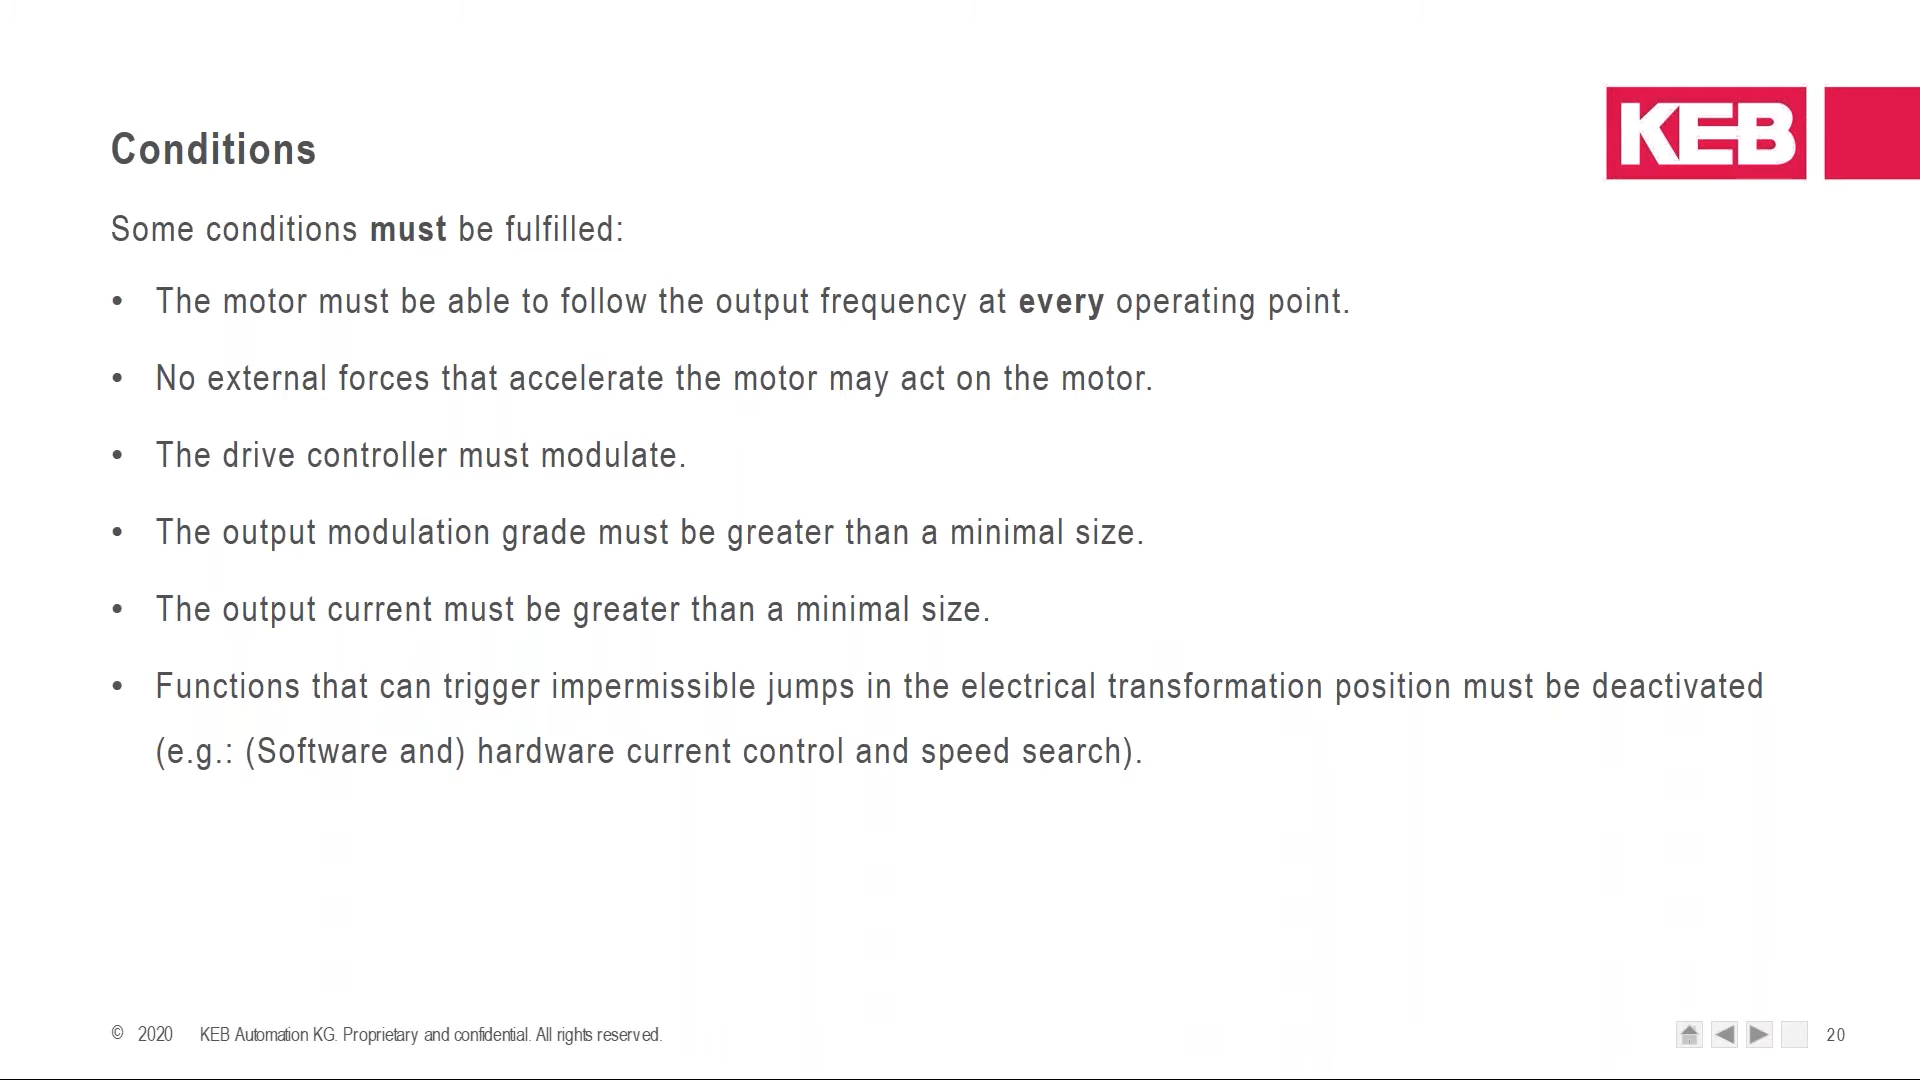 KEB
Conditions
Some conditions must be fulfilled:
• The motor must be able to follow the output frequency at every operating point.
• No external forces that accelerate the motor may act on the motor.
• The drive controller must modulate.
• The output modulation grade must be greater than a minimal size.
• The output current must be greater than a minimal size.
• Functions that can trigger impermissible jumps in the electrical transformation position must be deactivated
(e.g.: (Software and) hardware current control and speed search).
© 2020 KEB Automation KG. Proprietary and confidential. All rights reserved.
20